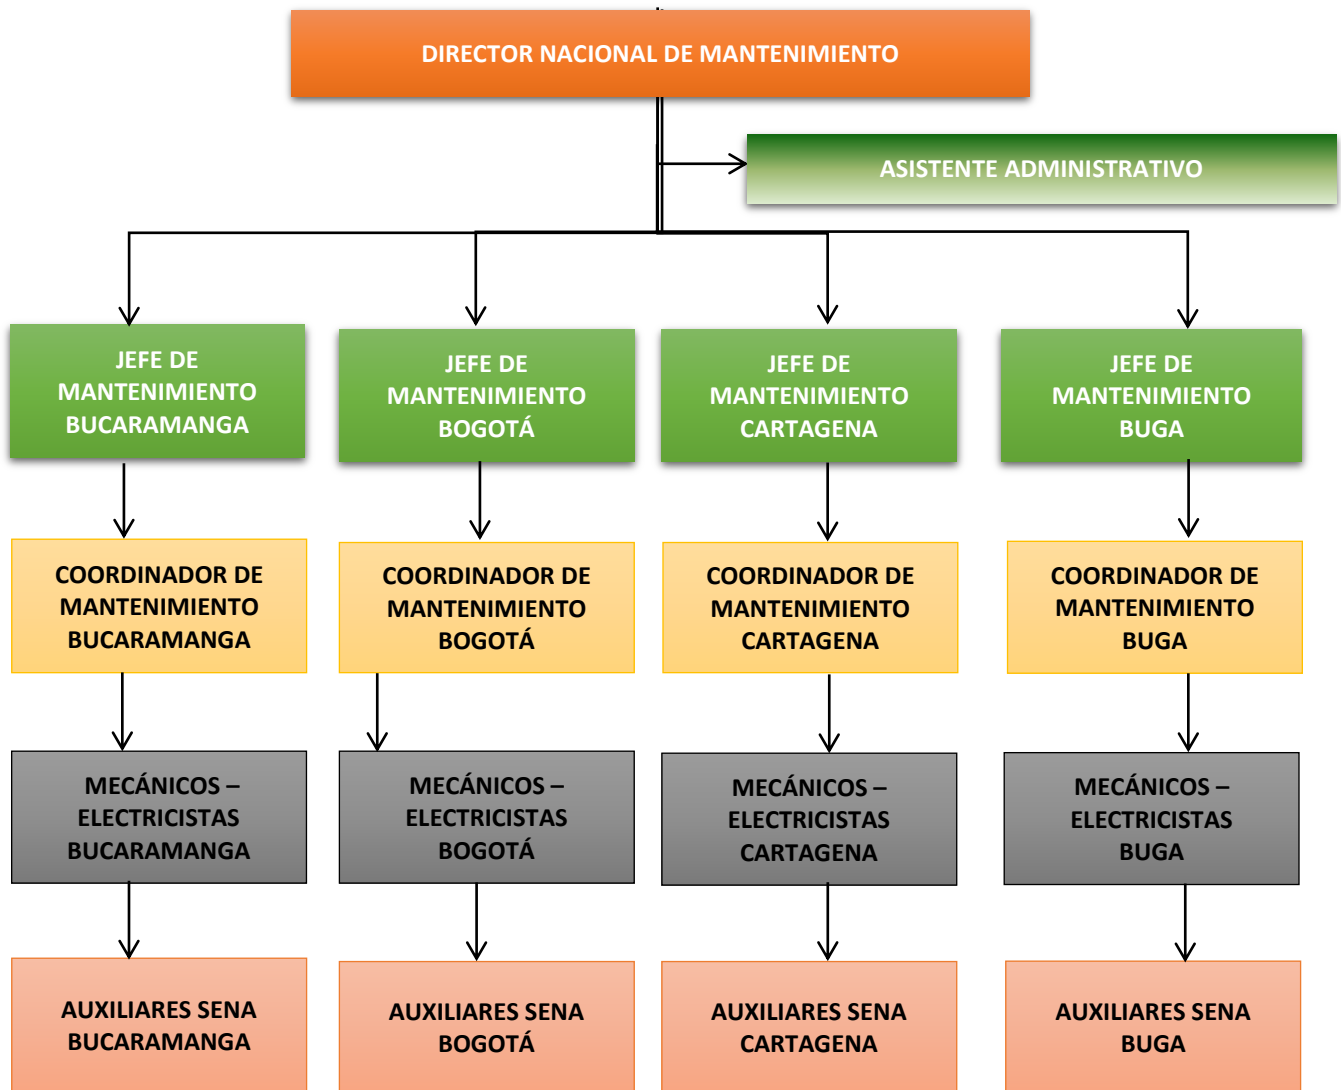 DIRECTOR NACIONAL DE MANTENIMIENTO
ASISTENTE ADMINISTRATIVO
JEFE DE
MANTENIMIENTO
BUCARAMANGA
JEFE DE
MANTENIMIENTO
BOGOTÁ
JEFE DE
MANTENIMIENTO
CARTAGENA
JEFE DE
MANTENIMIENTO
BUGA
COORDINADOR DE
MANTENIMIENTO
BUCARAMANGA
COORDINADOR DE
MANTENIMIENTO
BOGOTÁ
COORDINADOR DE
MANTENIMIENTO
CARTAGENA
COORDINADOR DE
MANTENIMIENTO
BUGA
MECÁNICOS –
ELECTRICISTAS
BUCARAMANGA
MECÁNICOS –
ELECTRICISTAS
BOGOTÁ
MECÁNICOS –
ELECTRICISTAS
CARTAGENA
MECÁNICOS –
ELECTRICISTAS
BUGA
AUXILIARES SENA
BUCARAMANGA
AUXILIARES SENA
BOGOTÁ
AUXILIARES SENA
CARTAGENA
AUXILIARES SENA
BUGA